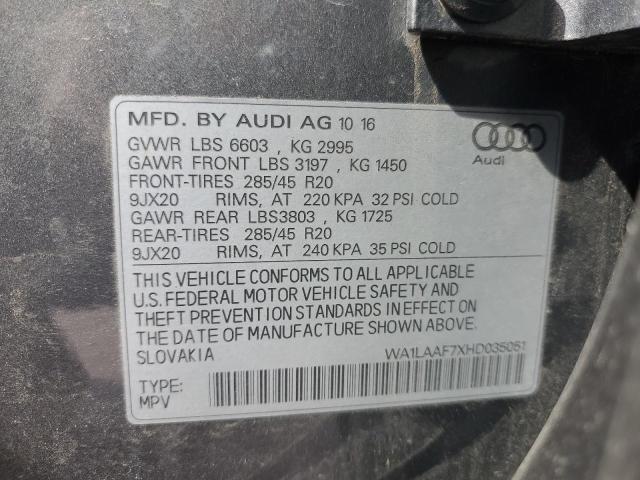 MFD. BY AUDI AG 10 16
GVWR LBS 6603 , KG 2995
GAWR FRONT LBS 3197 , KG 1450
FRONT-TIRES 285/45 R20
9JX20 RIMS, AT 220 KPA 32 PSI COLD
GAWR REAR LBS3803 , KG 1725
REAR-TIRES 285/45 R20
9JX20 RIMS, AT 240 KPA 35 PSI COLD
Audi
THIS VEHICLE CONFORMS TO ALL APPLICABLE
U.S. FEDERAL MOTOR VEHICLE SAFETY AND
THEFT PREVENTION STANDARDS IN EFFECT ON
THE DATE OF MANUFACTURE SHOWN ABOVE.
SLOVAKIA WA1LAAF7XHD035061
TYPE:
MPV